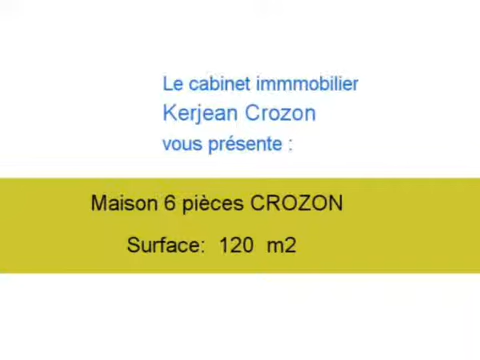 Le cabinet immmobilier
Kerjean Crozon
vous présente :
Maison 6 pièces CROZON
Surface: 120 m2